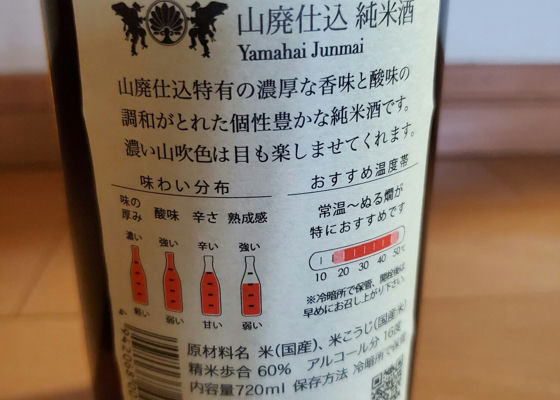 山廃仕込 純米酒
Yamahai Junmai
山廃仕込特有の濃厚な香味と酸味の
調和がとれた個性豊かな純米酒です。
濃い山吹色は目も楽しませてくれます。
味わい分布
味の厚み 酸味 辛さ 熟成感
濃い 強い 辛い 強い
軽い 弱い 甘い 弱い
おすすめ温度帯
常温〜ぬる燗が
特におすすめです
10 20 30 40 50℃
※冷暗所で保管、開栓後は
早めにお召し上がり下さい。
原材料名 米(国産)、米こうじ(国産米)
精米歩合 60% アルコール分 16度
内容量720ml 保存方法 冷暗所で保管